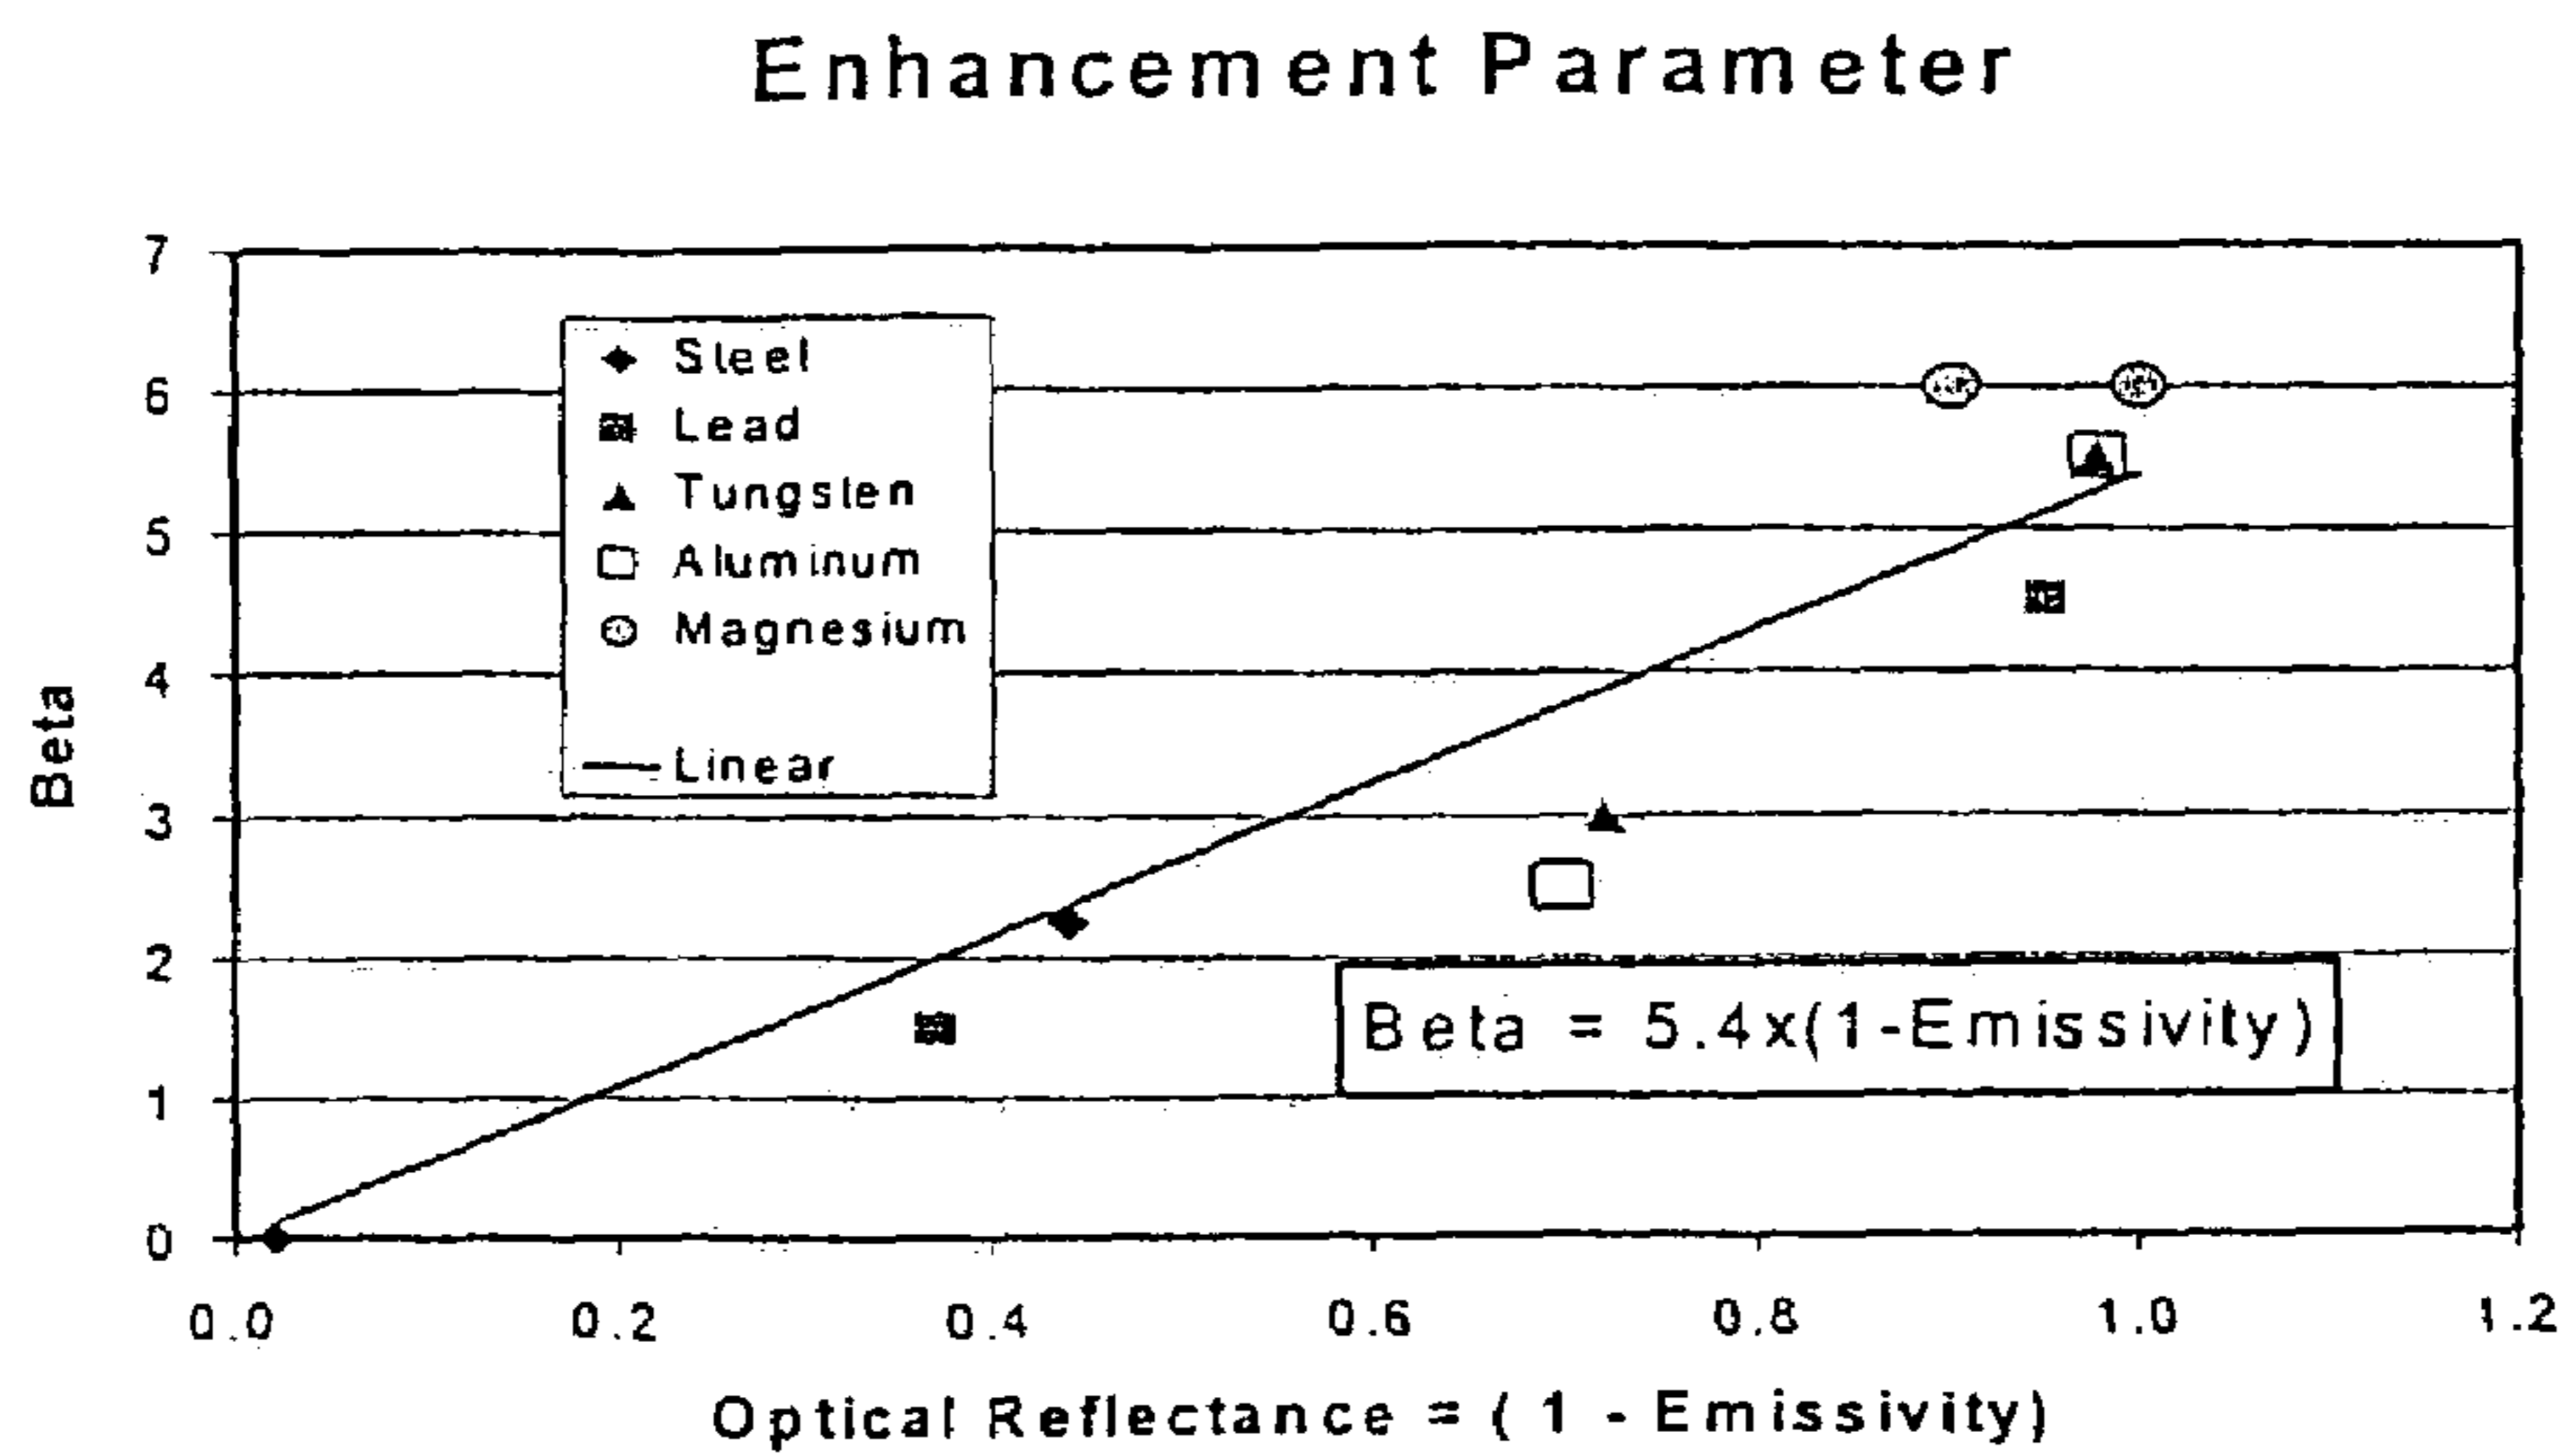 Enhancement Parameter
7
6
5
4
3
2
1
0
Beta
Steel
Lead
Tungsten
Aluminum
Magnesium
Linear
Beta = 5.4x(1-Emissivity)
0.0 0.2 0.4 0.6 0.8 1.0 1.2
Optical Reflectance = ( 1 - Emissivity)